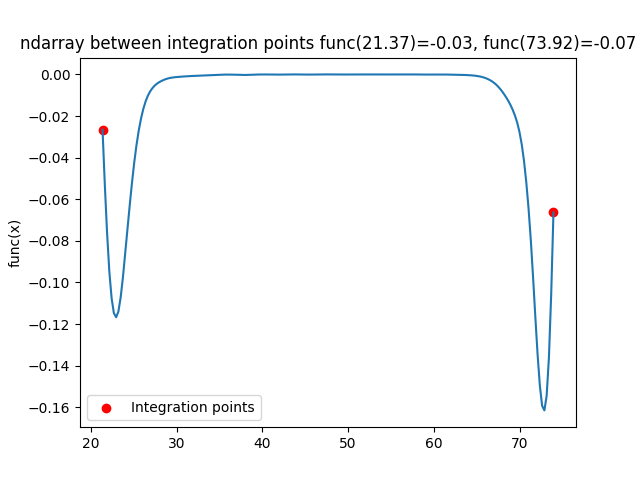 ndarray between integration points func(21.37)=-0.03, func(73.92)=-0.07
0.00
−0.02
−0.04
−0.06
−0.08
−0.10
−0.12
−0.14
−0.16
func(x)
Integration points
20 30 40 50 60 70